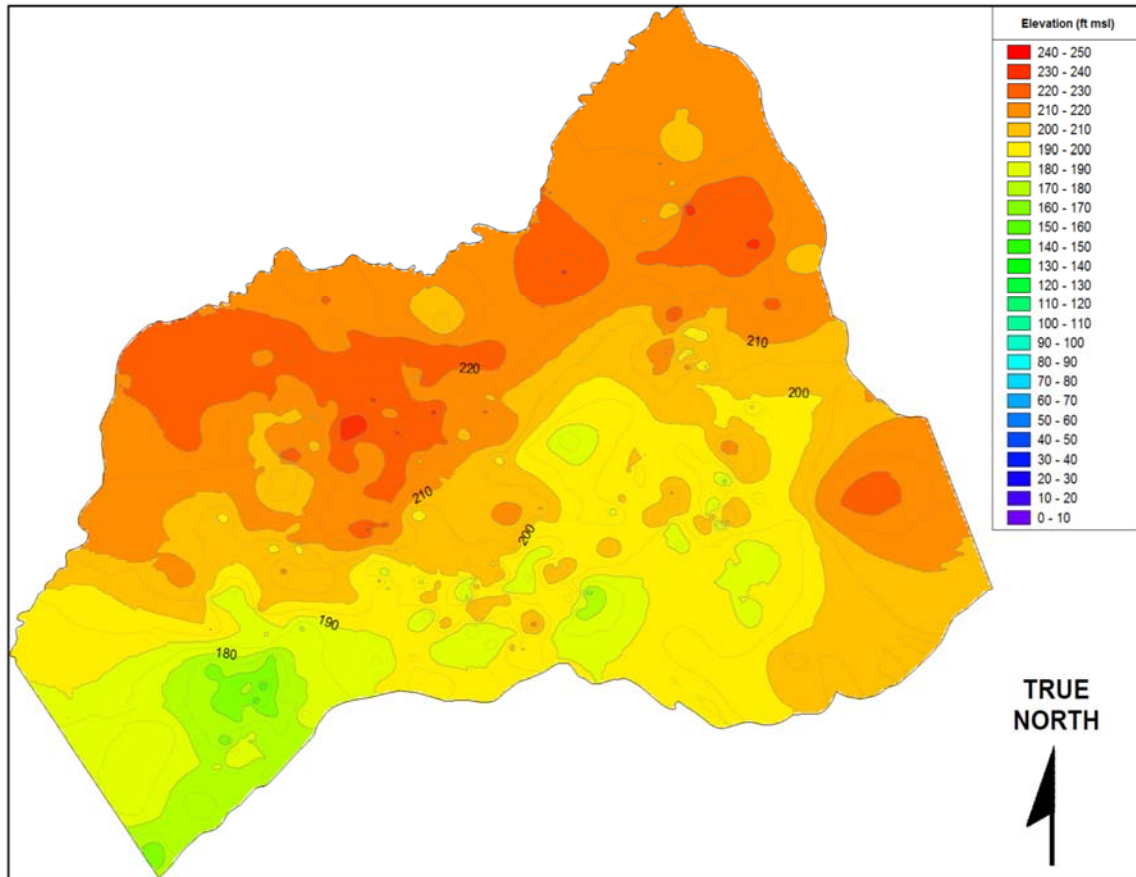 Elevation (ft msl)
240 - 250
230 - 240
220 - 230
210 - 220
200 - 210
190 - 200
180 - 190
170 - 180
160 - 170
150 - 160
140 - 150
130 - 140
120 - 130
110 - 120
100 - 110
90 - 100
80 - 90
70 - 80
60 - 70
50 - 60
40 - 50
30 - 40
20 - 30
10 - 20
0 - 10
210
220
200
210
200
190
180
TRUE
NORTH